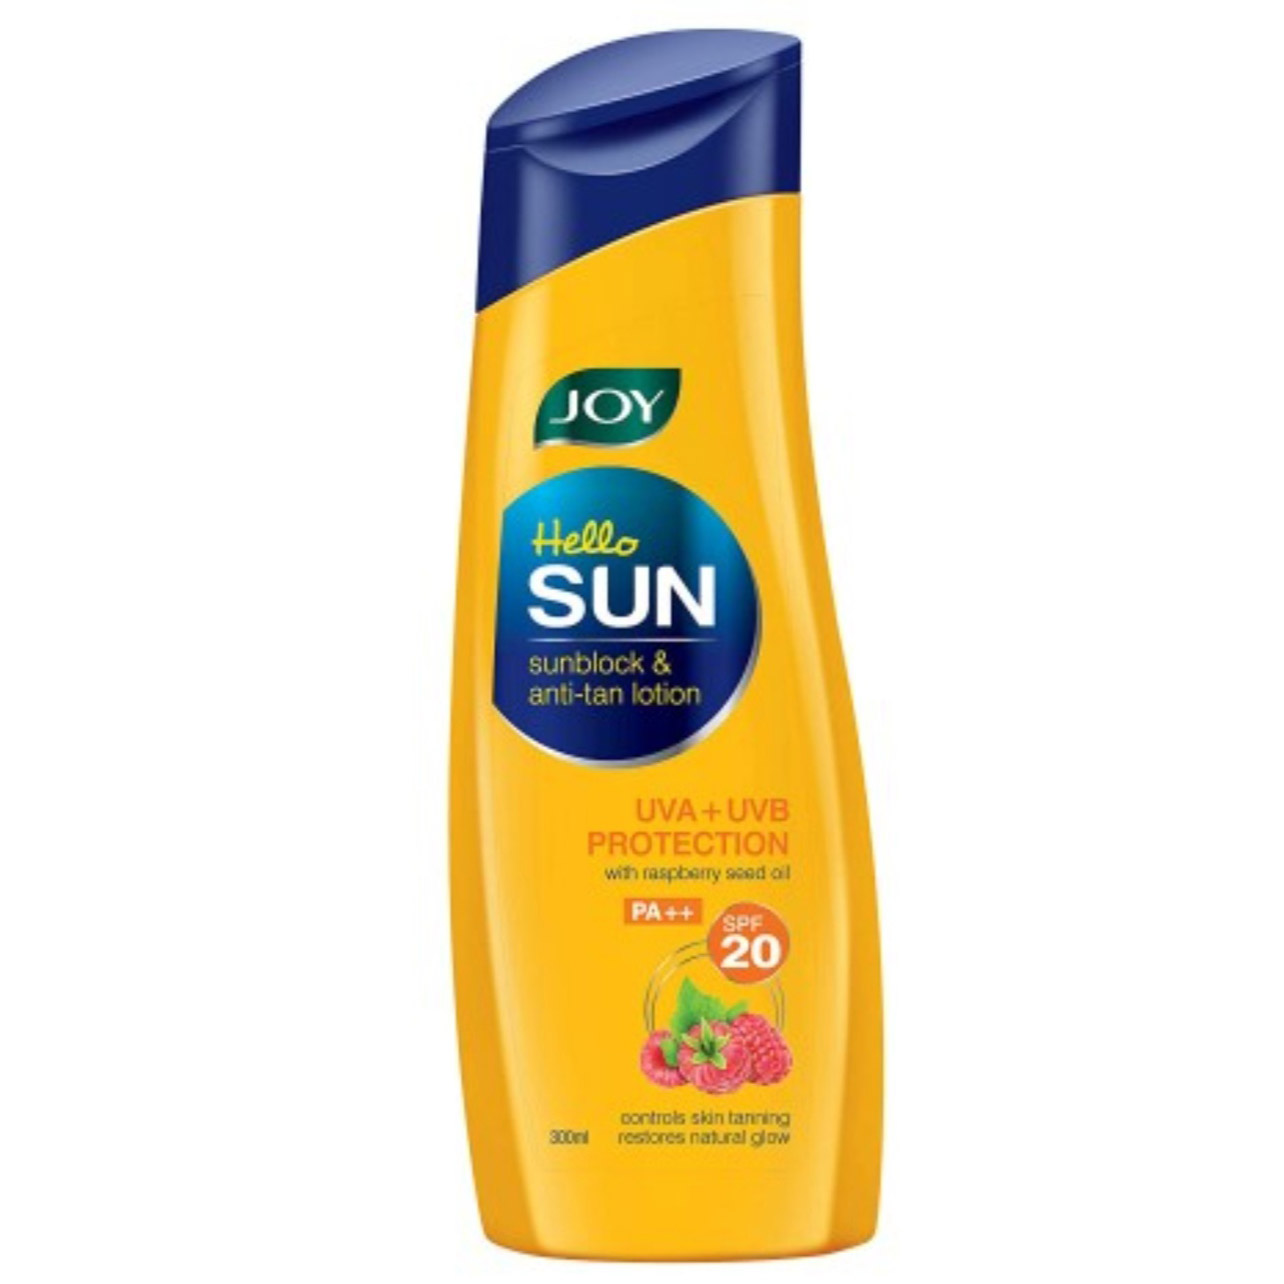 JOY
Hello
SUN
sunblock &
anti-tan lotion
UVA + UVB
PROTECTION
with raspberry seed oil
PA++
SPF
20
controls skin tanning
300ml restores natural glow